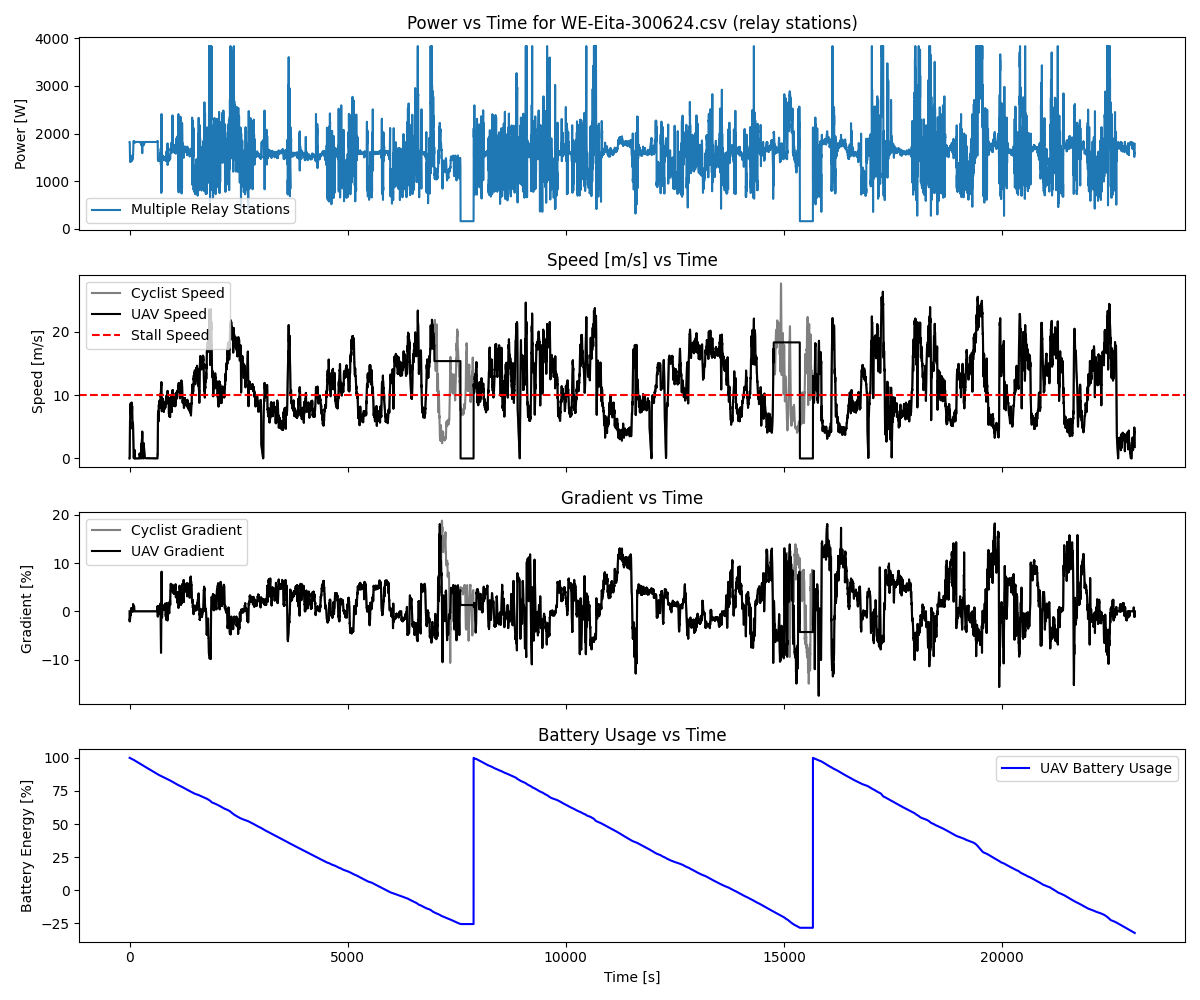 Power vs Time for WE-Eita-300624.csv (relay stations)
4000
3000
2000
1000
0
Power [W]
Multiple Relay Stations
Speed [m/s] vs Time
20
10
0
Speed [m/s]
Cyclist Speed
UAV Speed
Stall Speed
Gradient vs Time
20
10
0
−10
Gradient [%]
Cyclist Gradient
UAV Gradient
Battery Usage vs Time
100
75
50
25
0
−25
Battery Energy [%]
UAV Battery Usage
0
5000
10000
15000
20000
Time [s]